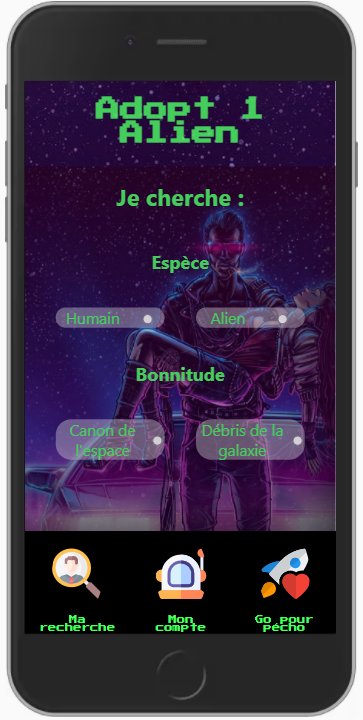 Adopt 1
Alien
Je cherche :
Espèce
Humain
Alien
Bonnitude
Canon de
l'espace
Débris de la
galaxie
Ma
recherche
Mon
compte
Go pour
pécho